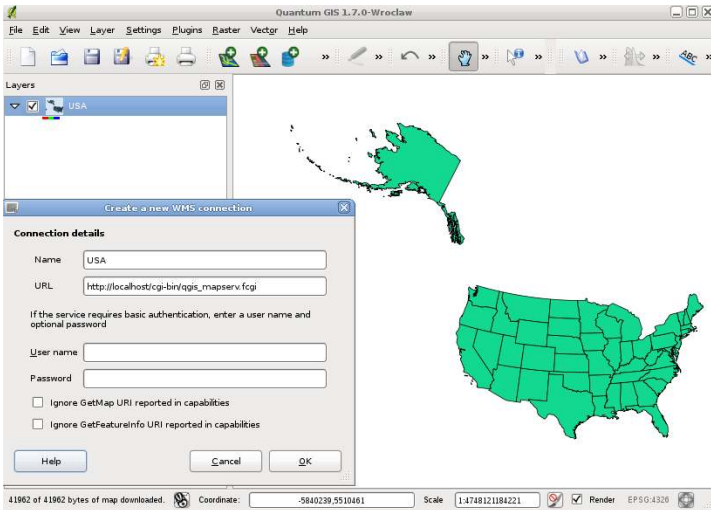 Quantum GIS 1.7.0-Wroclaw
File Edit View Layer Settings Plugins Raster Vector Help
» » » » » » ABC »
Layers
USA
Create a new WMS connection
Connection details
Name USA
URL http://localhost/cgi-bin/qgis_mapserv.fcgi
If the service requires basic authentication, enter a user name and
optional password
User name
Password
Ignore GetMap URI reported in capabilities
Ignore GetFeatureInfo URI reported in capabilities
Help Cancel OK
41962 of 41962 bytes of map downloaded. Coordinate: -5840239,5510461 Scale 1:4748121184221 Render EPSG:4326